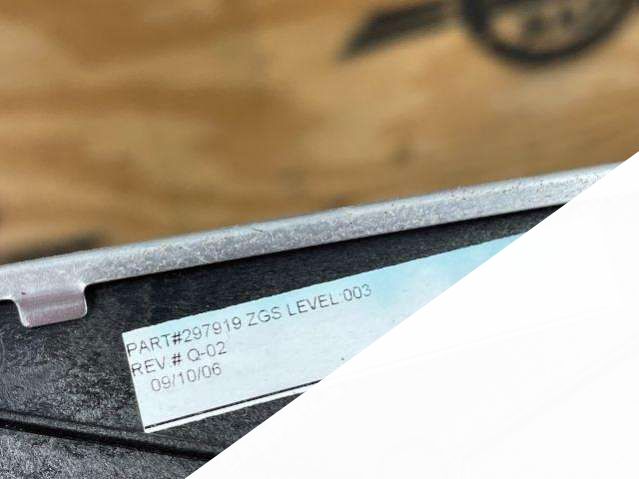 PART#297919 ZGS LEVEL:003
REV.# Q-02
09/10/06